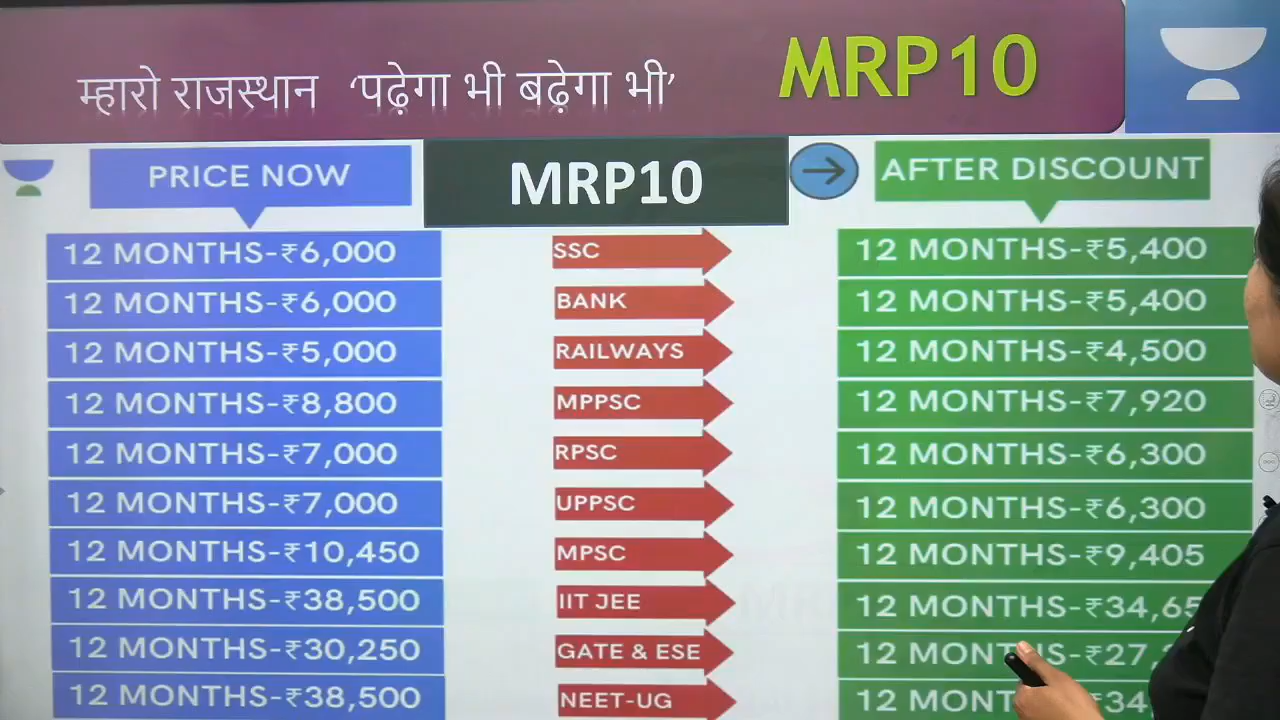 म्हारो राजस्थान 'पढ़ेगा भी बढ़ेगा भी' MRP10
PRICE NOW MRP10 AFTER DISCOUNT
12 MONTHS-₹6,000 SSC 12 MONTHS-₹5,400
12 MONTHS-₹6,000 BANK 12 MONTHS-₹5,400
12 MONTHS-₹5,000 RAILWAYS 12 MONTHS-₹4,500
12 MONTHS-₹8,800 MPPSC 12 MONTHS-₹7,920
12 MONTHS-₹7,000 RPSC 12 MONTHS-₹6,300
12 MONTHS-₹7,000 UPPSC 12 MONTHS-₹6,300
12 MONTHS-₹10,450 MPSC 12 MONTHS-₹9,405
12 MONTHS-₹38,500 IIT JEE 12 MONTHS-₹34,65
12 MONTHS-₹30,250 GATE & ESE 12 MONTHS-₹27,
12 MONTHS-₹38,500 NEET-UG 12 MONT -₹34